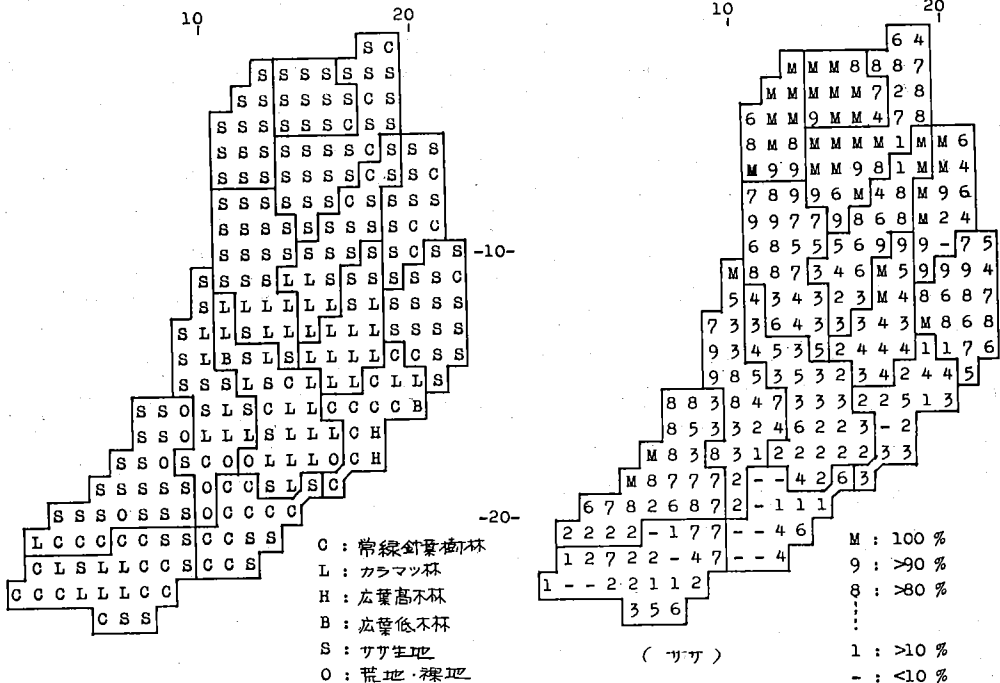 10 20
S C
S S S S S S S
S S S S S S C S
S S S S S S C S S
S S S S S S S C S S S
S S S S S S S C S S C
S S S S S S C S S S S
S S S S S S S S S C C
S S S S S S S S S C S S
S S S S L L S S S S S S C
S L L L L L L S L S S S S
S L L S L L L L L L S S S S
S L B S L S L L L L C C S S
S S S L S C L L L C L L S
S S O S L S C L L C C C C B
S S O L L L S L L L C H
S S O S C O O L L L O C H
S S S S S O C C S L S C
S S S O S S S O C C C C
L C C C C C S S C C S S
C L S L L C C S C C S
C C C L L L C C
C S S
C : 常緑針葉樹林
L : カラマツ林
H : 広葉高木林
B : 広葉低木林
S : ササ生地
O : 荒地・裸地
-10-
-20-
10 20
6 4
M M M 8 8 8 7
M M M M M 7 2 8
6 M M 9 M M 4 7 8
8 M 8 M M M M 1 M M 6
M 9 9 M M 9 8 1 M M 4
7 8 9 9 6 M 4 8 M 9 6
9 9 7 7 9 8 6 8 M 2 4
6 8 5 5 5 6 9 9 9 - 7 5
M 8 8 7 3 4 6 M 5 9 9 9 4
5 4 3 4 3 2 3 M 4 8 6 8 7
7 3 3 6 4 3 3 3 4 3 M 8 6 8
9 3 4 5 3 5 2 4 4 4 1 1 7 6
9 8 5 3 5 3 2 3 4 2 4 4 5
8 8 3 8 4 7 3 3 3 2 2 5 1 3
8 5 3 3 2 4 6 2 2 3 - 2
M 8 3 8 3 1 2 2 2 2 2 3 3
M 8 7 7 7 2 - - 4 2 6 3
6 7 8 2 6 8 7 2 - 1 1 1
2 2 2 2 - 1 7 7 - - 4 6
1 2 7 2 2 - 4 7 - - 4
1 - - 2 2 1 1 2
3 5 6
( ササ )
M : 100 %
9 : >90 %
8 : >80 %
1 : >10 %
- : <10 %